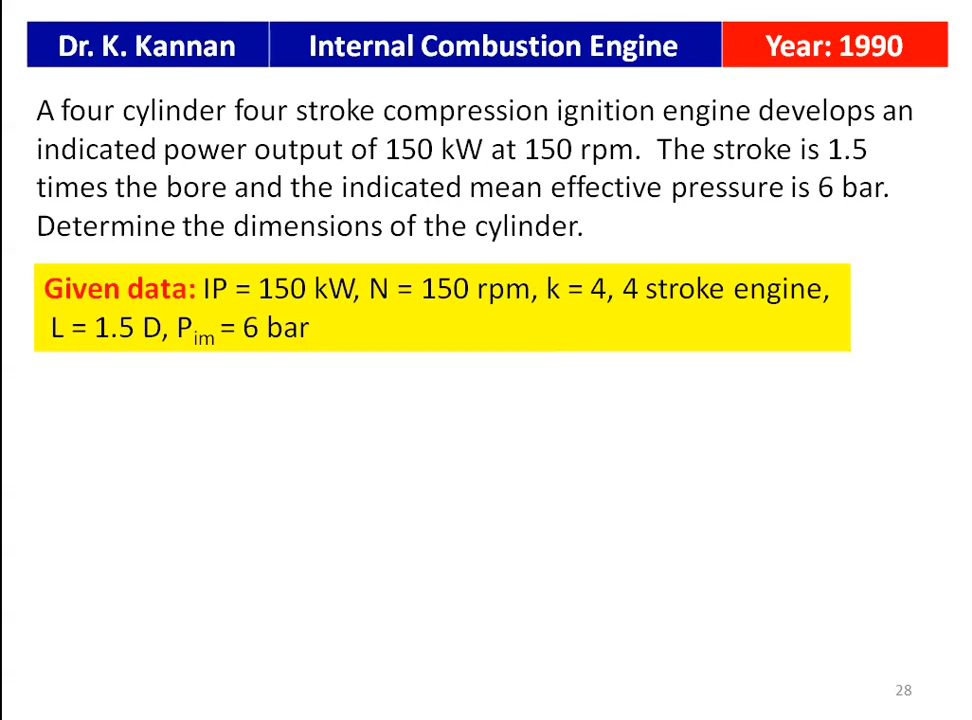 Dr. K. Kannan Internal Combustion Engine Year: 1990
A four cylinder four stroke compression ignition engine develops an
indicated power output of 150 kW at 150 rpm. The stroke is 1.5
times the bore and the indicated mean effective pressure is 6 bar.
Determine the dimensions of the cylinder.
Given data: IP = 150 kW, N = 150 rpm, k = 4, 4 stroke engine,
L = 1.5 D, Pim = 6 bar
28